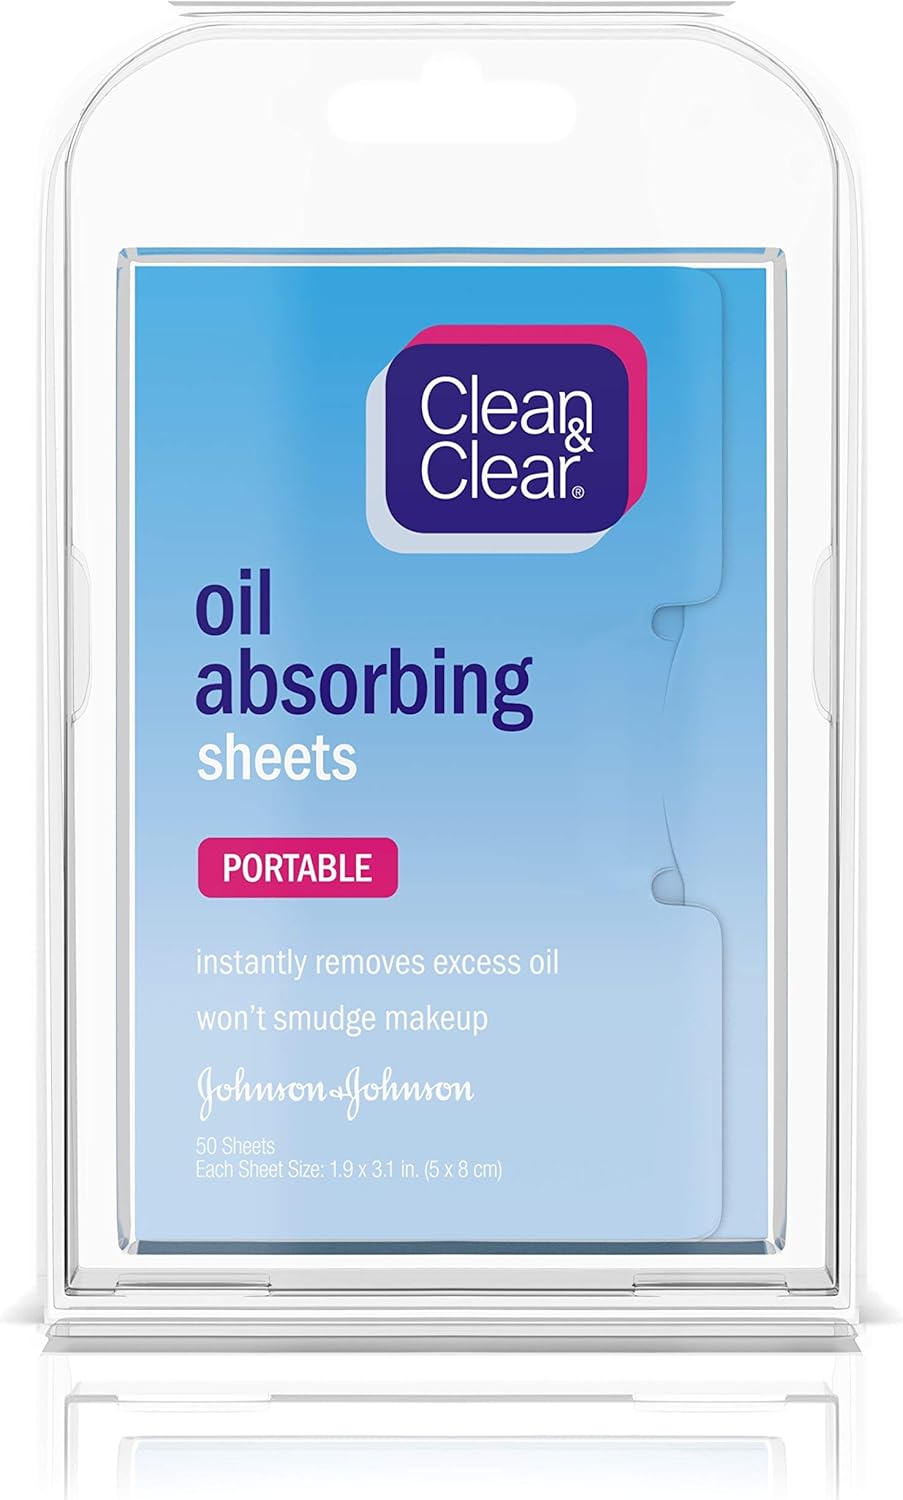 Clean
&
Clear®
oil
absorbing
sheets
PORTABLE
instantly removes excess oil
won't smudge makeup
Johnson & Johnson
50 Sheets
Each Sheet Size: 1.9 x 3.1 in. (5 x 8 cm)